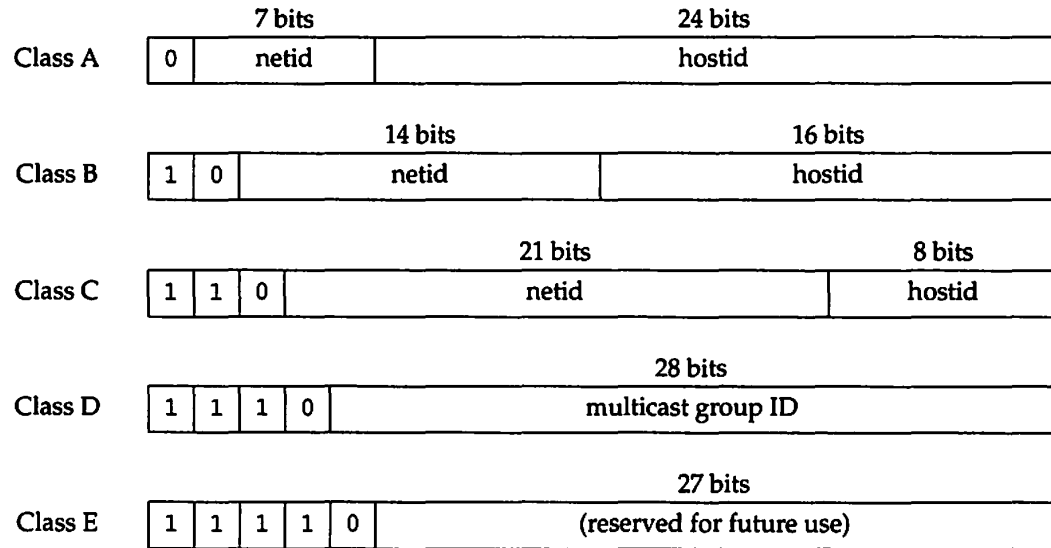 7 bits 24 bits
Class A 0 netid hostid
14 bits 16 bits
Class B 1 0 netid hostid
21 bits 8 bits
Class C 1 1 0 netid hostid
28 bits
Class D 1 1 1 0 multicast group ID
27 bits
Class E 1 1 1 1 0 (reserved for future use)